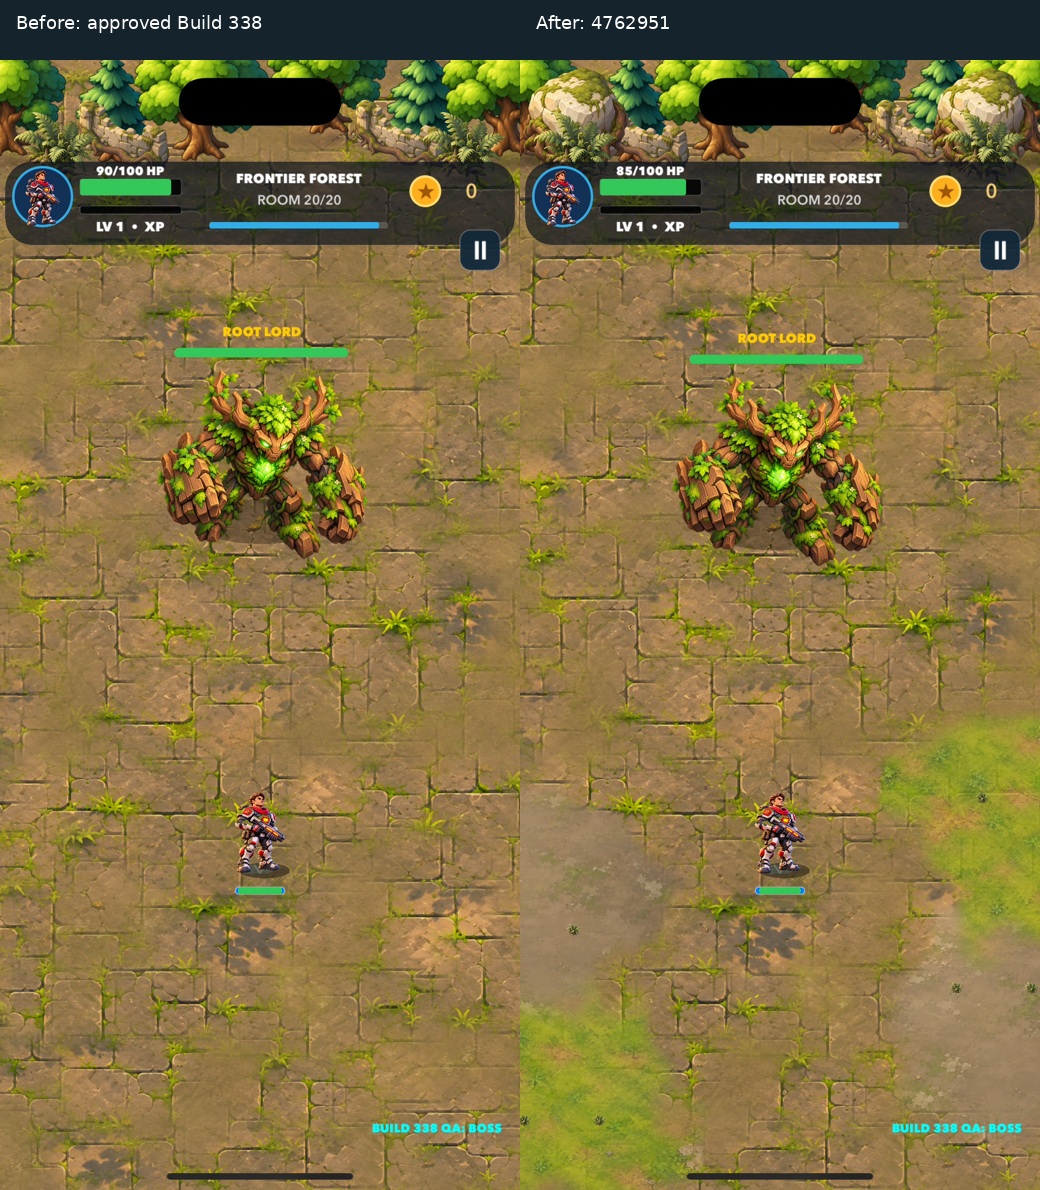 Before: approved Build 338
90/100 HP
FRONTIER FOREST
ROOM 20/20
0
LV 1 • XP
ROOT LORD
BUILD 338 QA: BOSS
After: 4762951
85/100 HP
FRONTIER FOREST
ROOM 20/20
0
LV 1 • XP
ROOT LORD
BUILD 338 QA: BOSS